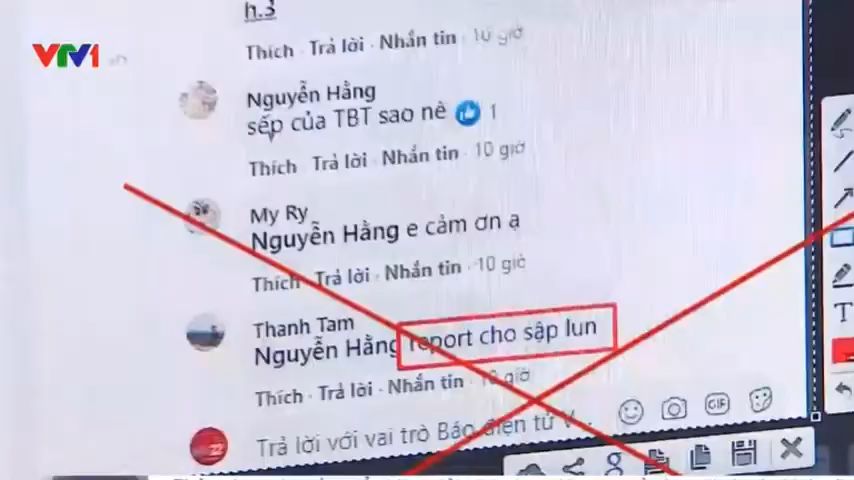 h.3
VTV1
Thích · Trả lời · Nhắn tin · 10 giờ
Nguyễn Hằng
sếp của TBT sao nê 1
Thích · Trả lời · Nhắn tin · 10 giờ
My Ry
Nguyễn Hằng e cảm ơn ạ
Thích · Trả lời · Nhắn tin · 10 giờ
Thanh Tam
Nguyễn Hằng report cho sập lun
Thích · Trả lời · Nhắn tin · 10 giờ
Trả lời với vai trò Báo điện tử V...
GIF
T